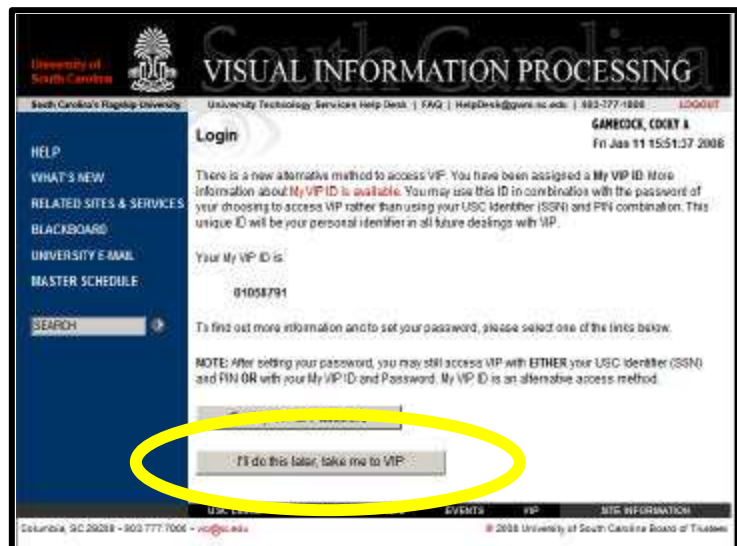 South Carolina
University of
South Carolina
VISUAL INFORMATION PROCESSING
South Carolina's Flagship University
University Technology Services Help Desk | FAQ | HelpDesk@gwm.sc.edu | 803-777-1800 LOGOUT
Login
GAMECOCK, COCKY A
Fri Jan 11 15:51:37 2008
HELP
WHAT'S NEW
RELATED SITES & SERVICES
BLACKBOARD
UNIVERSITY E-MAIL
MASTER SCHEDULE
SEARCH
There is a new alternative method to access VIP. You have been assigned a My VIP ID. More
information about My VIP ID is available. You may use this ID in combination with the password of
your choosing to access VIP rather than using your USC Identifier (SSN) and PIN combination. This
unique ID will be your personal identifier in all future dealings with VIP.
Your My VIP ID is:
01058791
To find out more information and to set your password, please select one of the links below.
NOTE: After setting your password, you may still access VIP with EITHER your USC Identifier (SSN)
and PIN OR with your My VIP ID and Password. My VIP ID is an alternative access method.
I'll do this later, take me to VIP
EVENTS VIP SITE INFORMATION
Columbia, SC 29208 - 803 777 7000 - vip@sc.edu
© 2008 University of South Carolina Board of Trustees